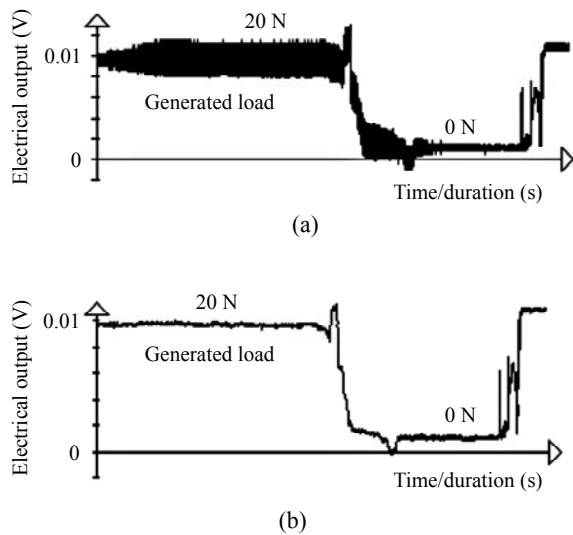 Electrical output (V)
0.01
0
20 N
Generated load
0 N
Time/duration (s)
(a)
Electrical output (V)
0.01
0
20 N
Generated load
0 N
Time/duration (s)
(b)